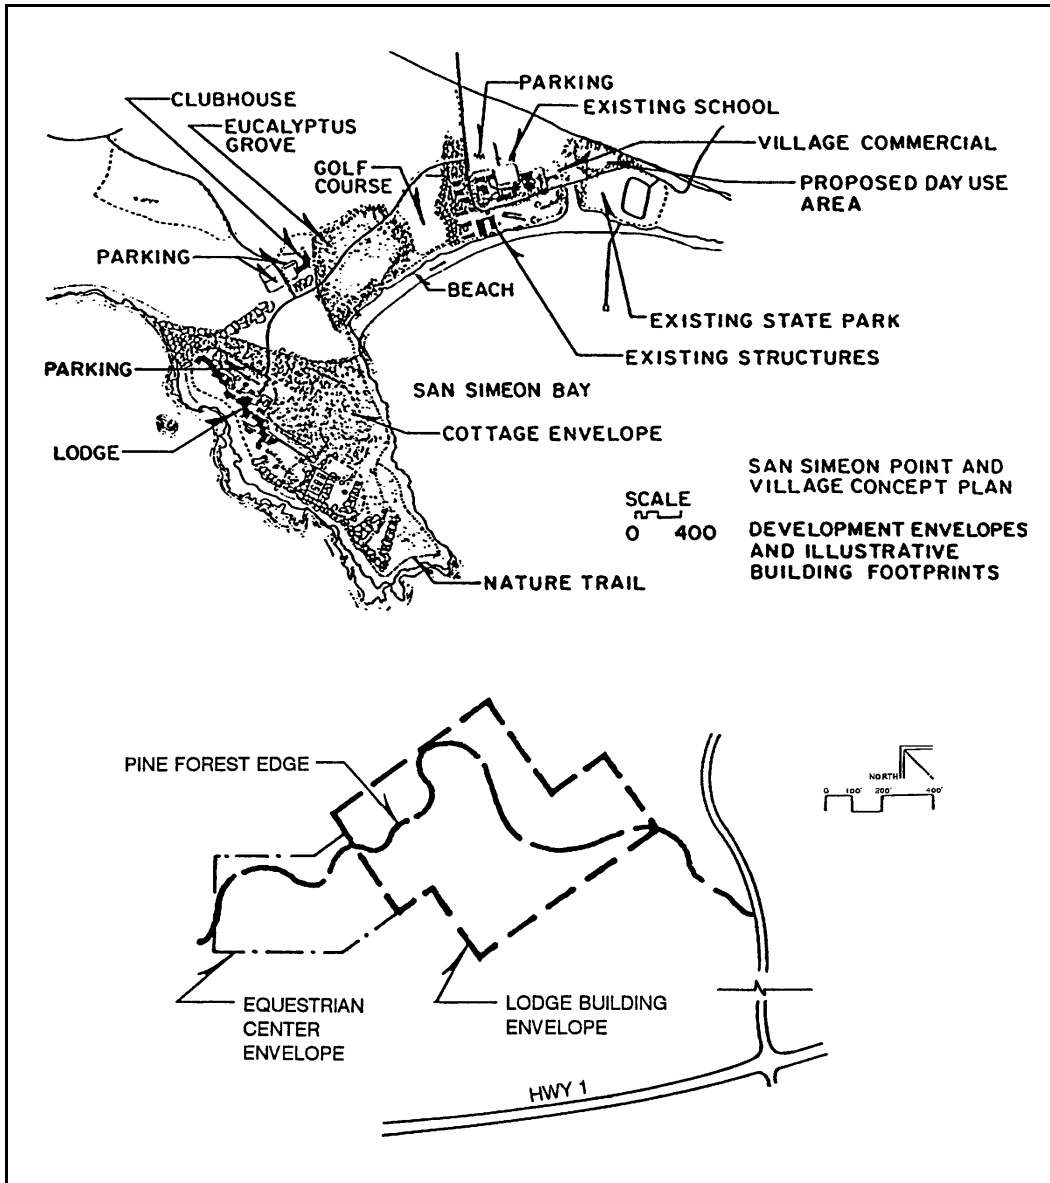 PARKING
EXISTING SCHOOL
CLUBHOUSE
EUCALYPTUS
GROVE
VILLAGE COMMERCIAL
GOLF
COURSE
PROPOSED DAY USE
AREA
PARKING
BEACH
EXISTING STATE PARK
EXISTING STRUCTURES
PARKING
SAN SIMEON BAY
COTTAGE ENVELOPE
LODGE
SAN SIMEON POINT AND
VILLAGE CONCEPT PLAN
SCALE
0 400
DEVELOPMENT ENVELOPES
AND ILLUSTRATIVE
BUILDING FOOTPRINTS
NATURE TRAIL
PINE FOREST EDGE
NORTH
0 100' 200' 400'
EQUESTRIAN
CENTER
ENVELOPE
LODGE BUILDING
ENVELOPE
HWY 1